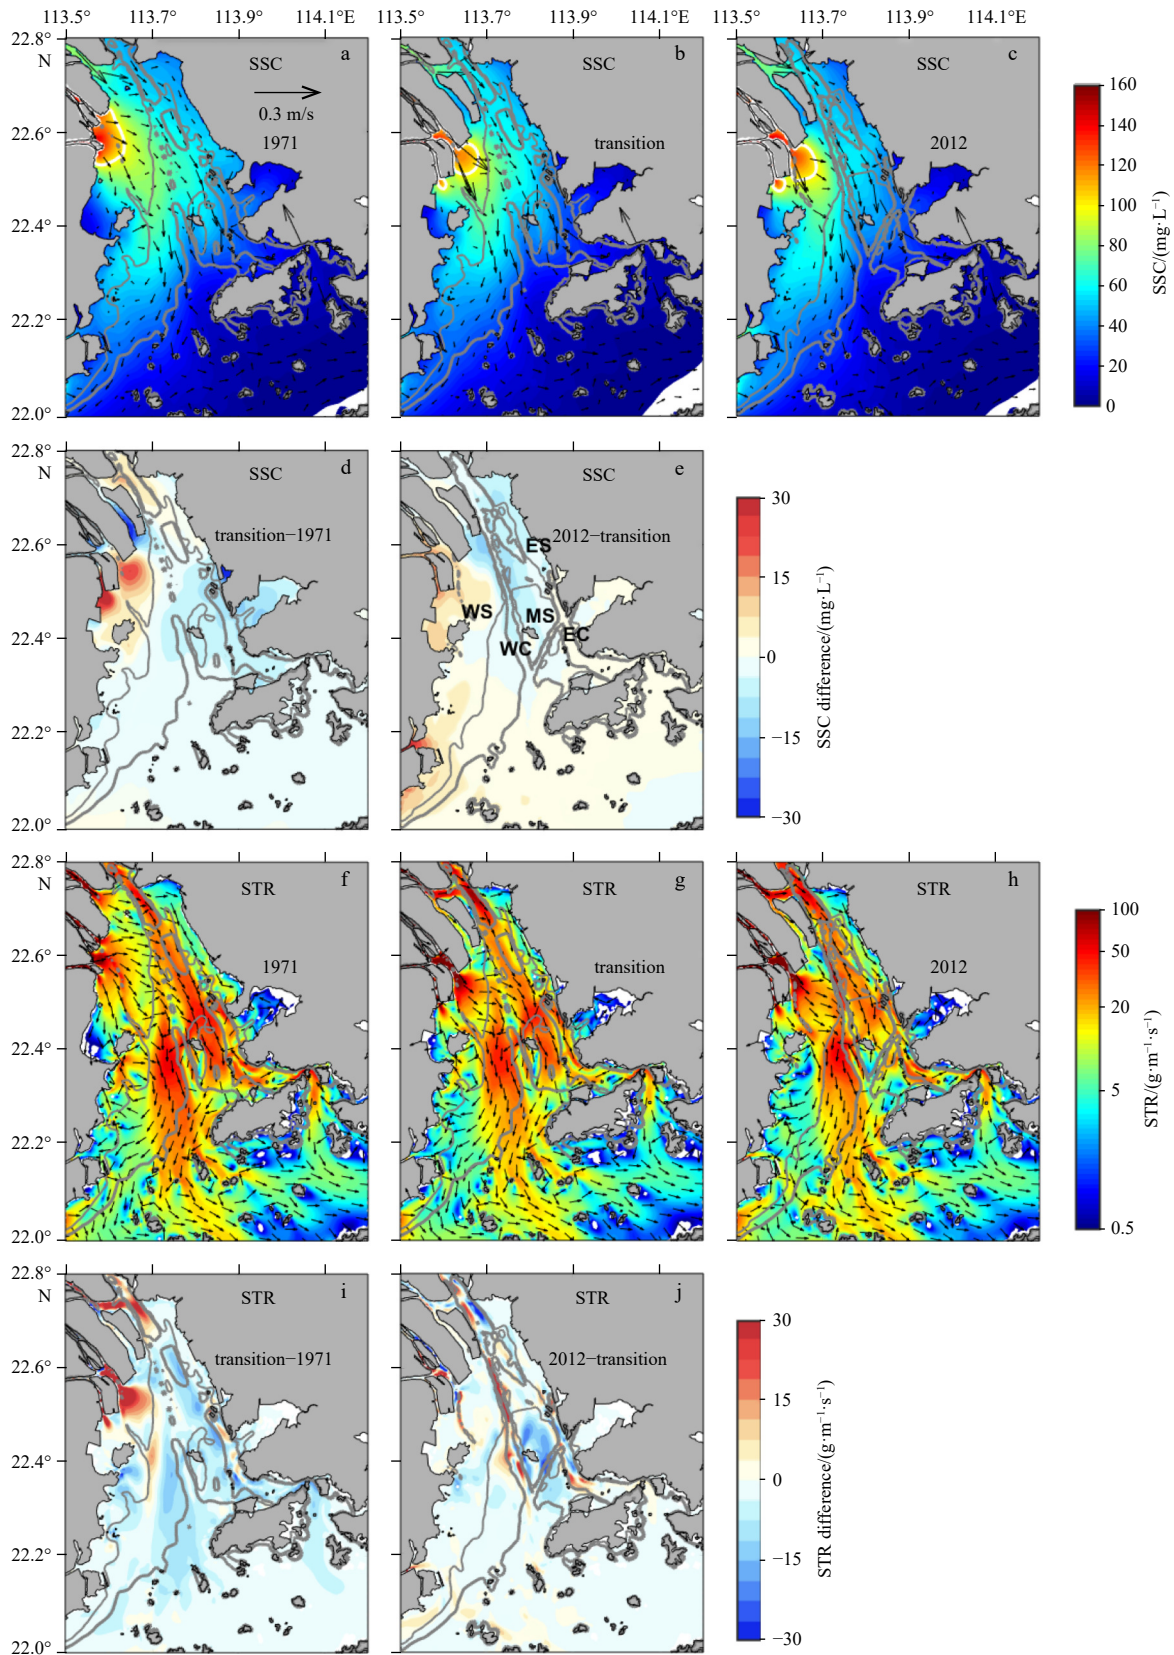 113.5° 113.7° 113.9° 114.1°E 113.5° 113.7° 113.9° 114.1°E 113.5° 113.7° 113.9° 114.1°E
22.8°
N
22.6°
22.4°
22.2°
22.0°
SSC a
0.3 m/s
1971
SSC b
transition
SSC c
2012
160
140
120
100
80
60
40
20
0
SSC/(mg·L⁻¹)
22.8°
N
22.6°
22.4°
22.2°
22.0°
SSC d
transition−1971
SSC e
2012−transition
ES
WS
MS
EC
WC
30
15
0
−15
−30
SSC difference/(mg·L⁻¹)
22.8°
N
22.6°
22.4°
22.2°
22.0°
STR f
1971
STR g
transition
STR h
2012
100
50
20
5
0.5
STR/(g·m⁻¹·s⁻¹)
22.8°
N
22.6°
22.4°
22.2°
22.0°
STR i
transition−1971
STR j
2012−transition
30
15
0
−15
−30
STR difference/(g·m⁻¹·s⁻¹)